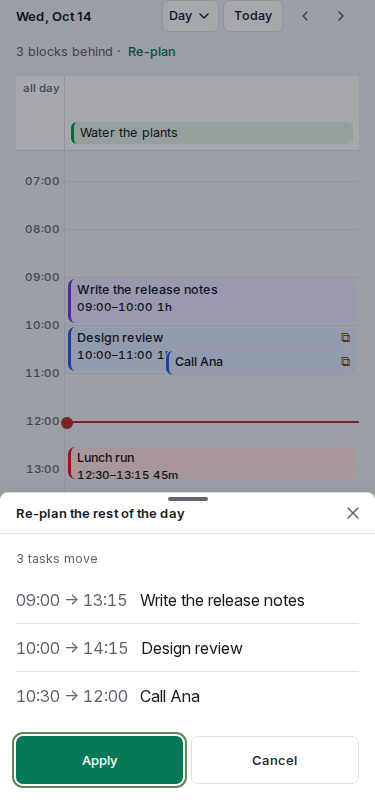 Wed, Oct 14
Day
Today
3 blocks behind · Re-plan
all day
Water the plants
07:00
08:00
09:00
Write the release notes
09:00–10:00 1h
10:00
Design review
10:00–11:00 1
Call Ana
11:00
12:00
Lunch run
13:00
12:30–13:15 45m
Re-plan the rest of the day
3 tasks move
09:00 → 13:15 Write the release notes
10:00 → 14:15 Design review
10:30 → 12:00 Call Ana
Apply
Cancel